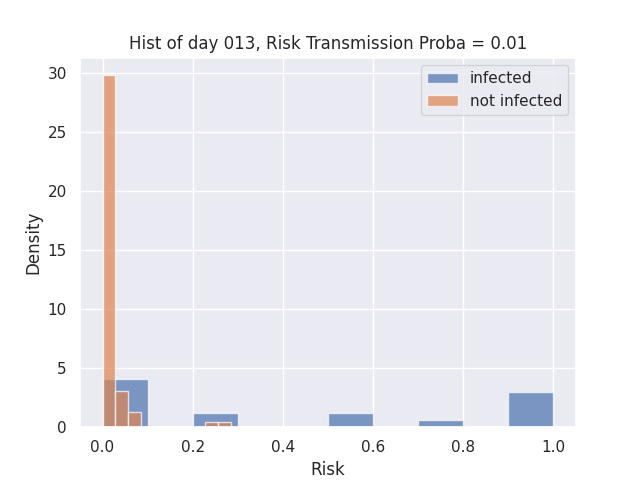 Hist of day 013, Risk Transmission Proba = 0.01
infected
not infected
30
25
20
15
10
5
0
Density
0.0 0.2 0.4 0.6 0.8 1.0
Risk